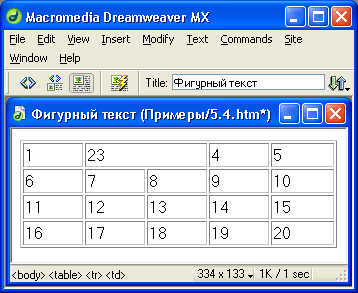 Macromedia Dreamweaver MX
File Edit View Insert Modify Text Commands Site
Window Help
Title: Фигурный текст
Фигурный текст (Примеры/5.4.htm*)
1 23 4 5
6 7 8 9 10
11 12 13 14 15
16 17 18 19 20
<body> <table> <tr> <td> 334 x 133 1K / 1 sec